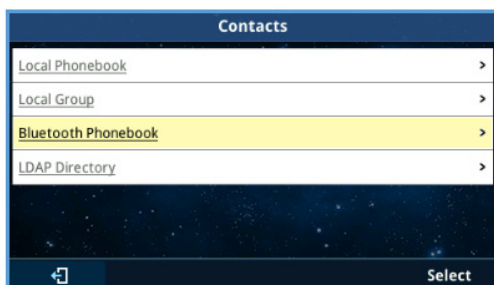 Contacts
Local Phonebook
Local Group
Bluetooth Phonebook
LDAP Directory
Select